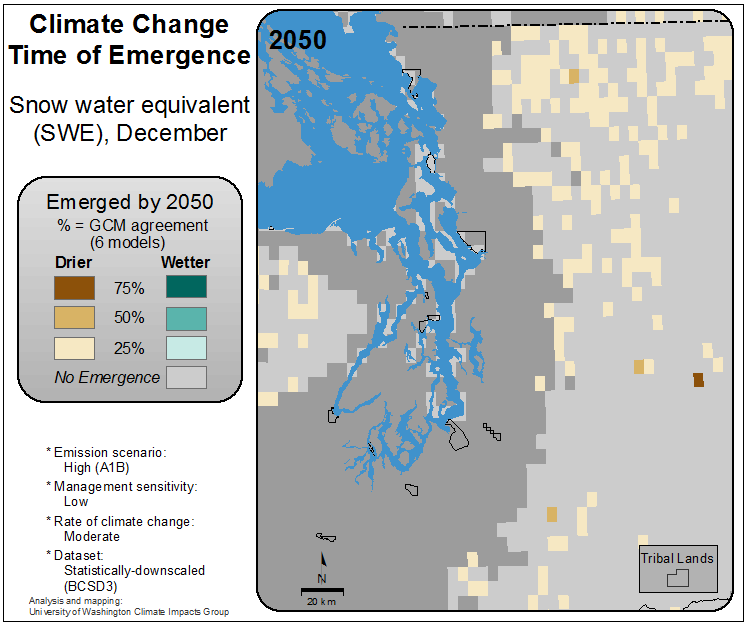 Climate Change
Time of Emergence
Snow water equivalent
(SWE), December
Emerged by 2050
% = GCM agreement
(6 models)
Drier Wetter
75%
50%
25%
No Emergence
* Emission scenario:
High (A1B)
* Management sensitivity:
Low
* Rate of climate change:
Moderate
* Dataset:
Statistically-downscaled
(BCSD3)
Analysis and mapping:
University of Washington Climate Impacts Group
2050
N
20 km
Tribal Lands